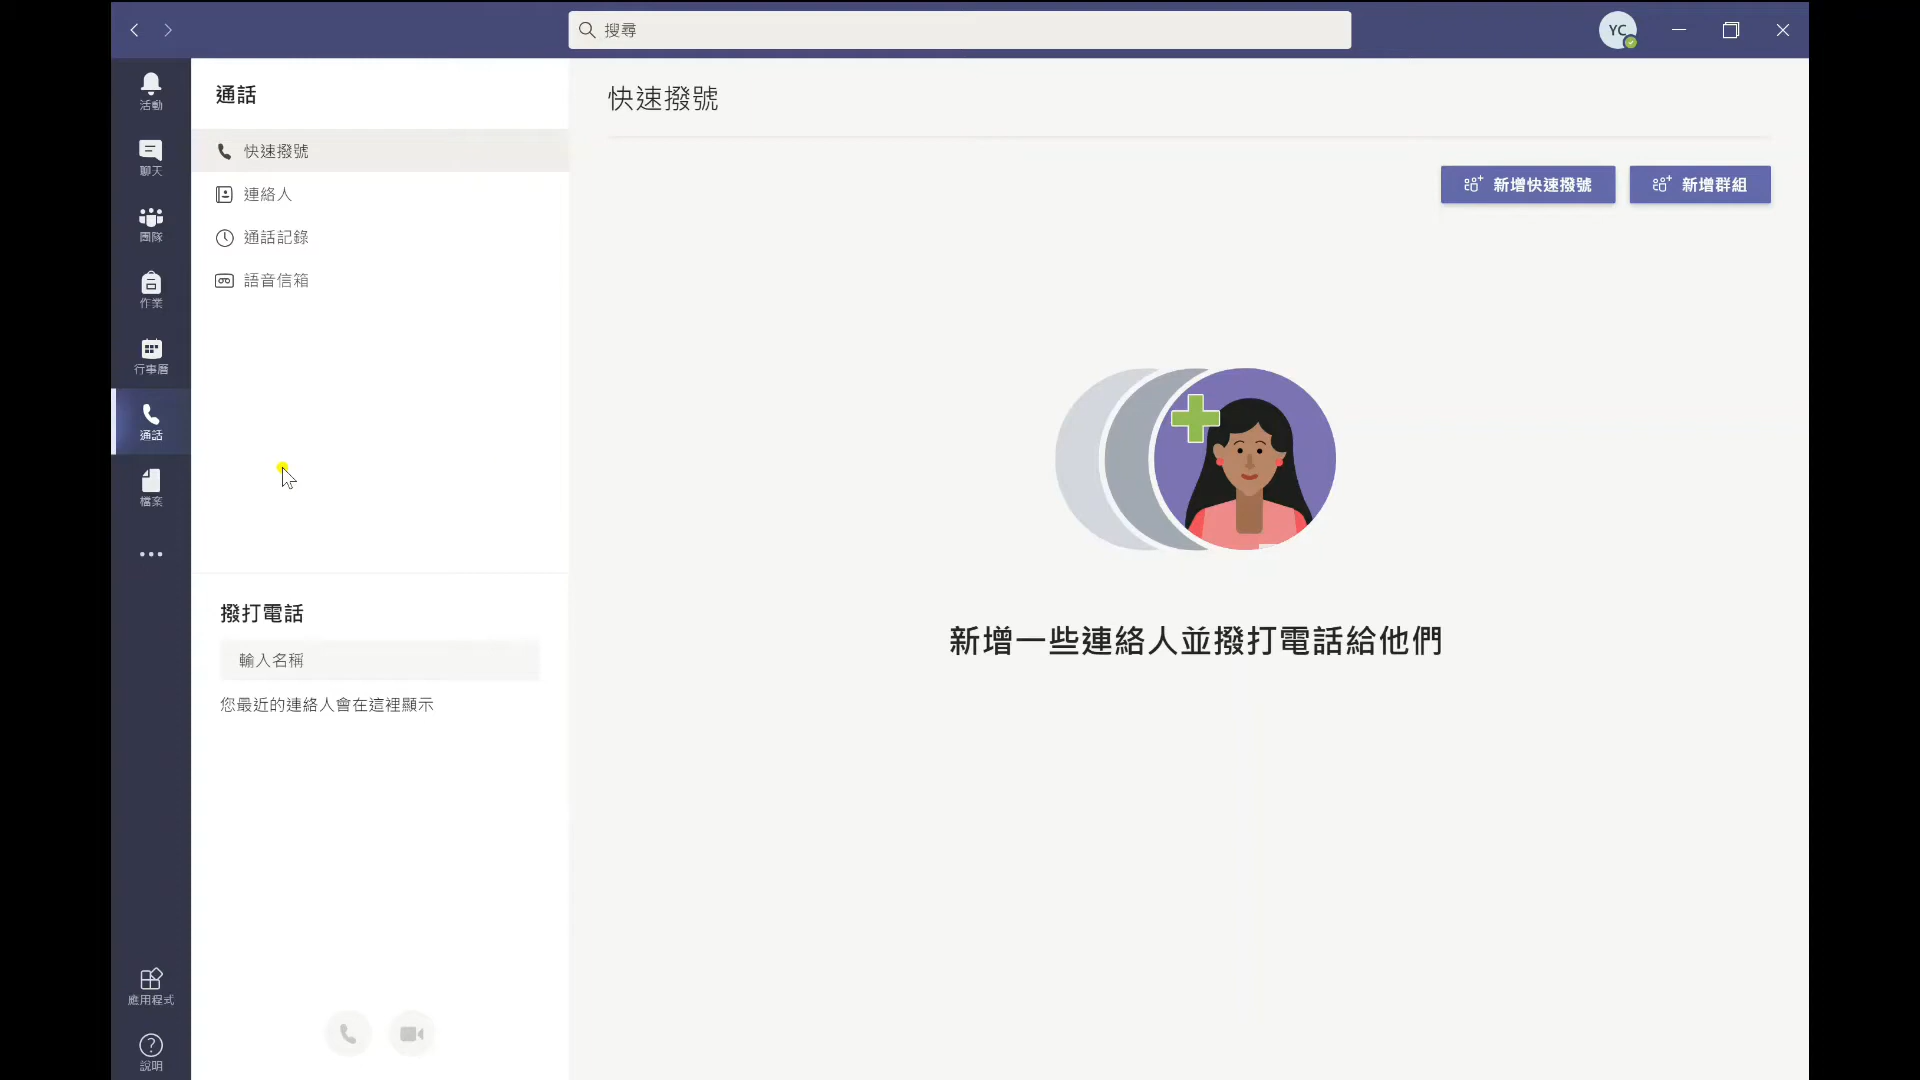 搜尋
YC
活動
聊天
團隊
作業
行事曆
通話
檔案
應用程式
說明
通話
快速撥號
連絡人
通話記錄
語音信箱
撥打電話
輸入名稱
您最近的連絡人會在這裡顯示
快速撥號
新增快速撥號
新增群組
新增一些連絡人並撥打電話給他們